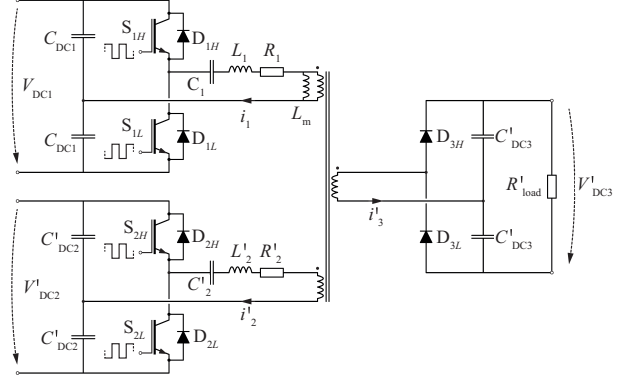 C_DC1
S_1H
D_1H
L_1
R_1
C_1
V_DC1
i_1
L_m
C_DC1
S_1L
D_1L
D_3H
C'_DC3
R'_load
V'_DC3
i'_3
D_3L
C'_DC3
C'_DC2
S_2H
D_2H
L'_2
R'_2
C'_2
V'_DC2
i'_2
C'_DC2
S_2L
D_2L